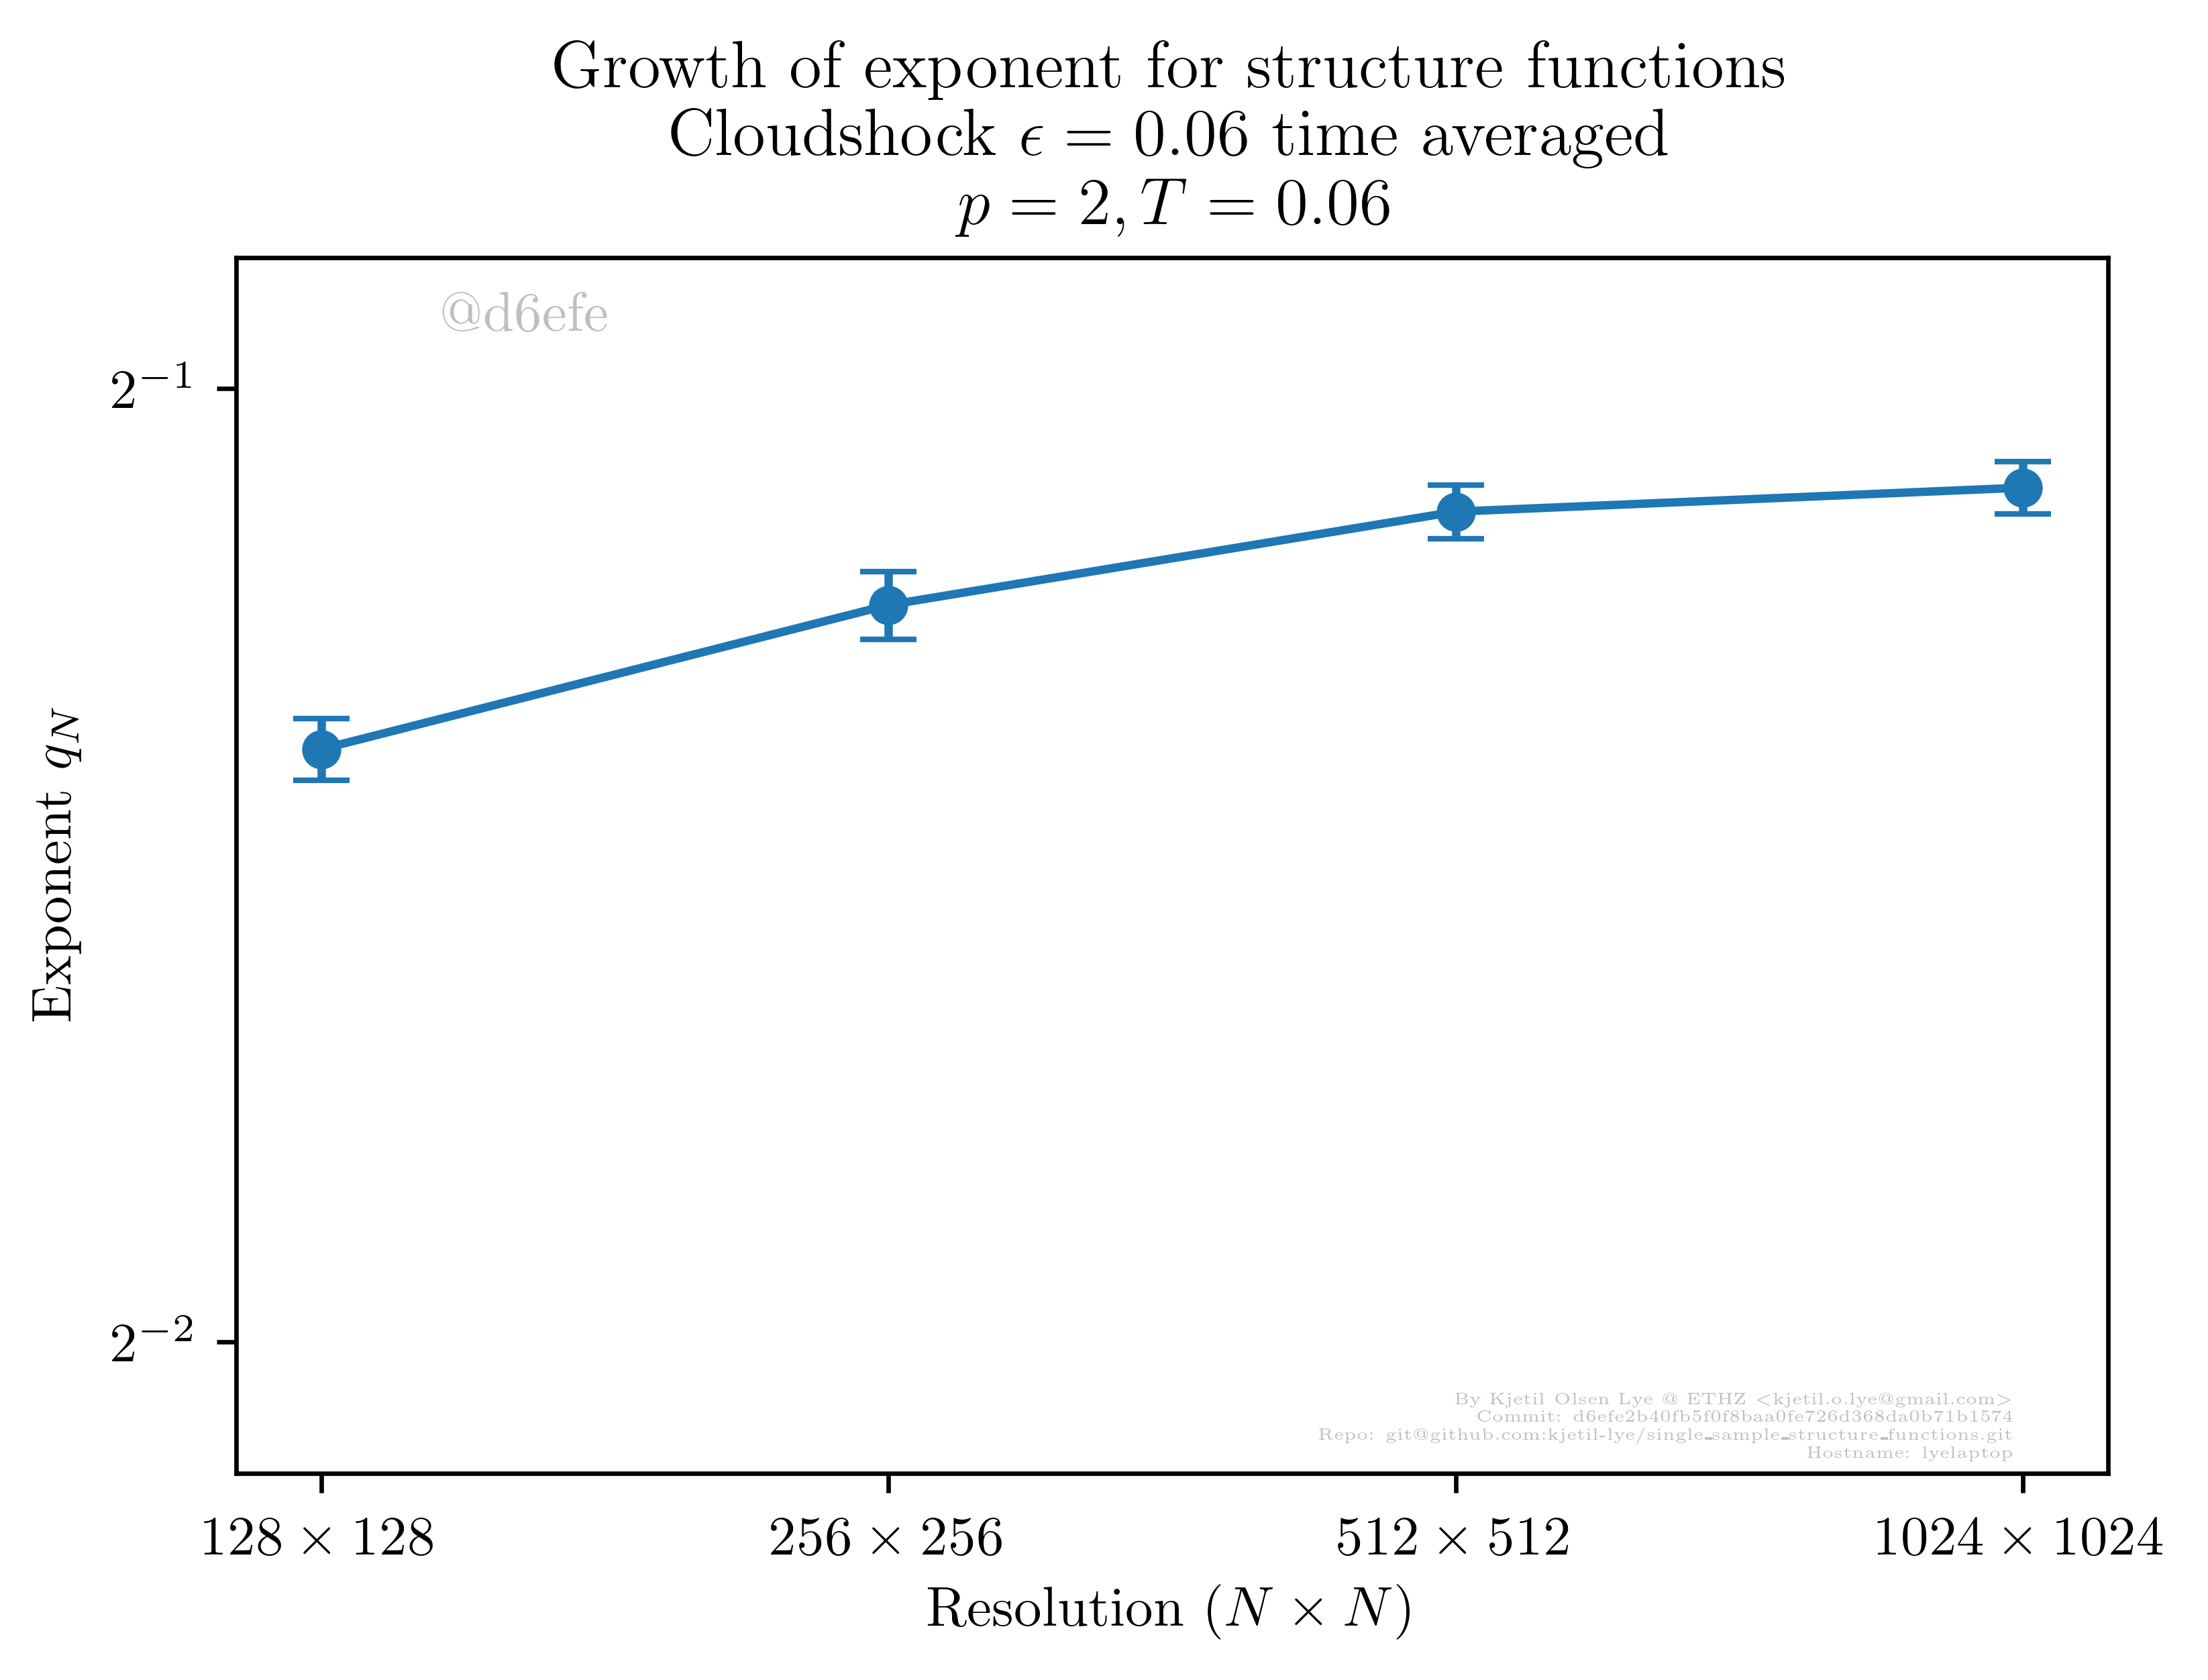 Growth of exponent for structure functions
Cloudshock ϵ = 0.06 time averaged
p = 2, T = 0.06
@d6efe
2⁻¹
Exponent q_N
2⁻²
By Kjetil Olsen Lye @ ETHZ <kjetil.o.lye@gmail.com>
Commit: d6efe2b40fb5f0f8baa0fe726d368da0b71b1574
Repo: git@github.com:kjetil-lye/single_sample_structure_functions.git
Hostname: lyelaptop
128 × 128 256 × 256 512 × 512 1024 × 1024
Resolution (N × N)